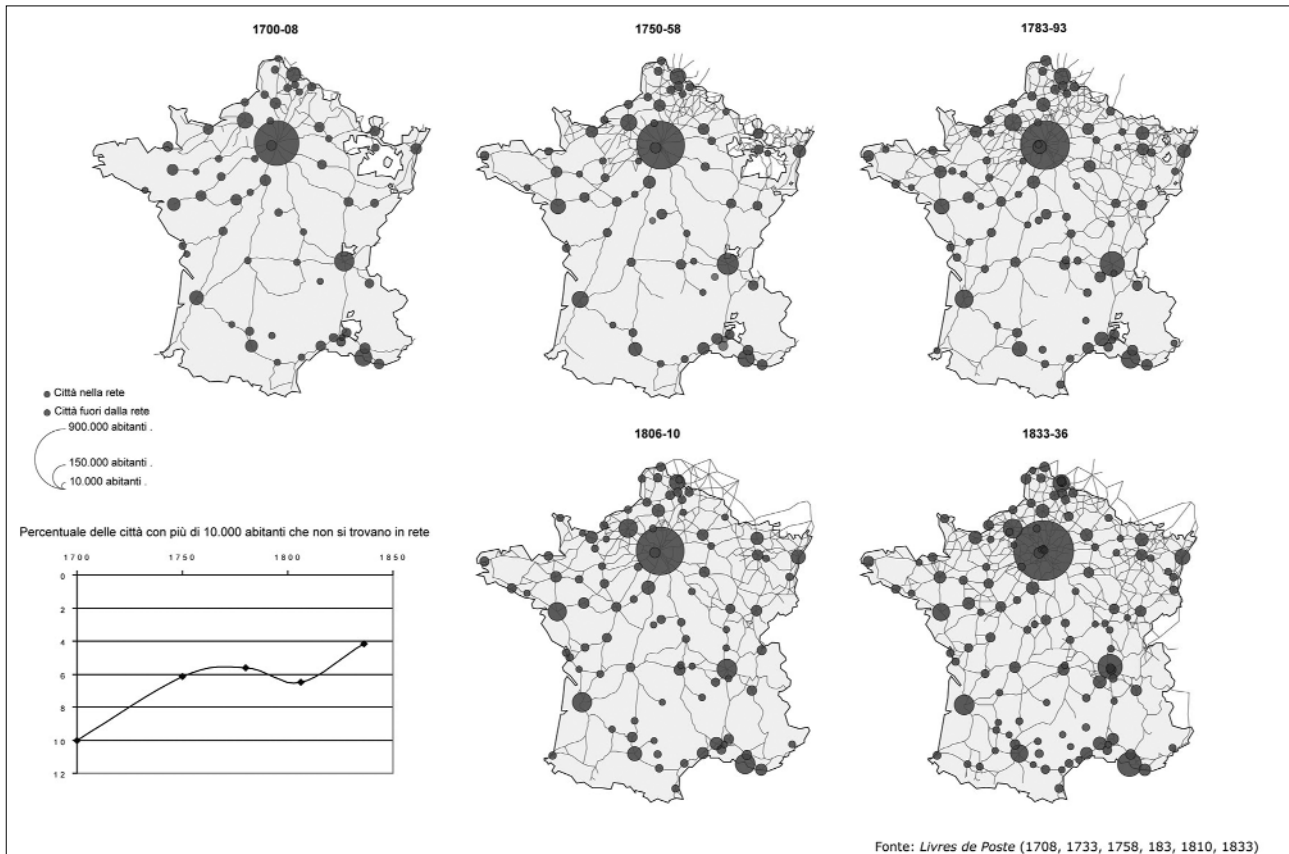 1700-08
1750-58
1783-93
Città nella rete
Città fuori dalla rete
900.000 abitanti .
150.000 abitanti .
10.000 abitanti .
1806-10
1833-36
Percentuale delle città con più di 10.000 abitanti che non si trovano in rete
1700 1750 1800 1850
0
2
4
6
8
10
12
Fonte: Livres de Poste (1708, 1733, 1758, 183, 1810, 1833)